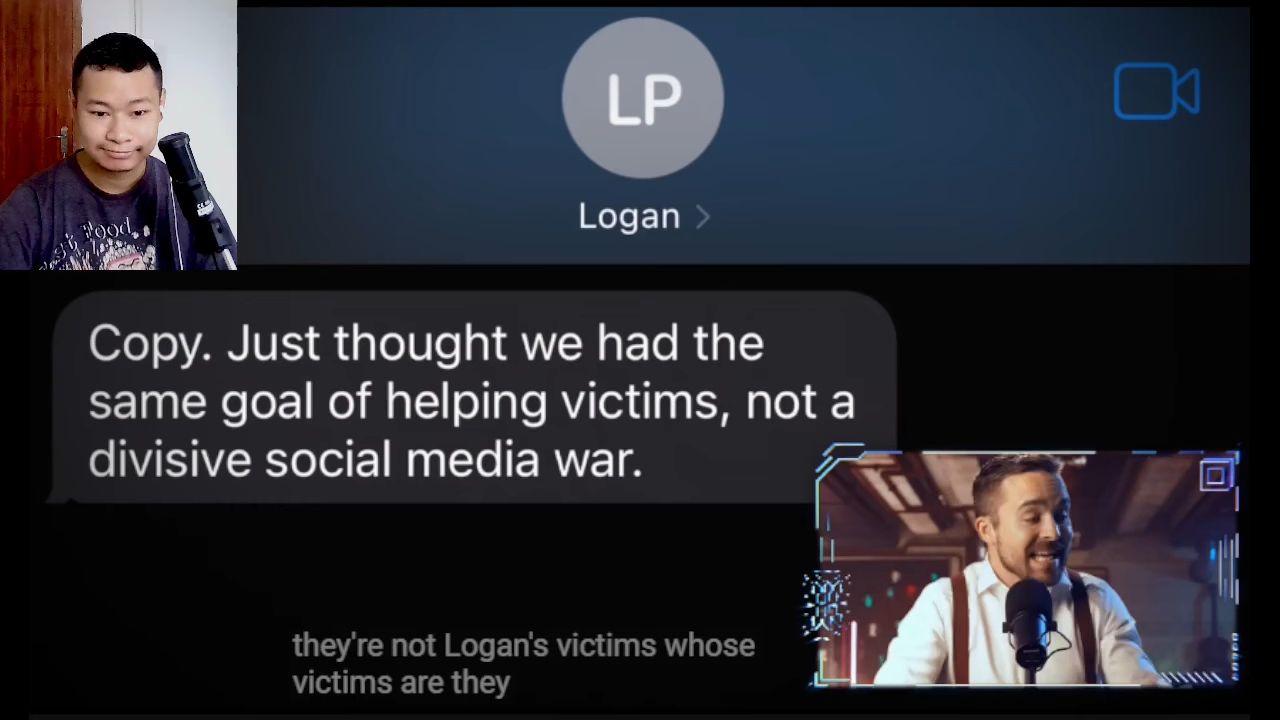 LP
Logan
Copy. Just thought we had the
same goal of helping victims, not a
divisive social media war.
they're not Logan's victims whose
victims are they